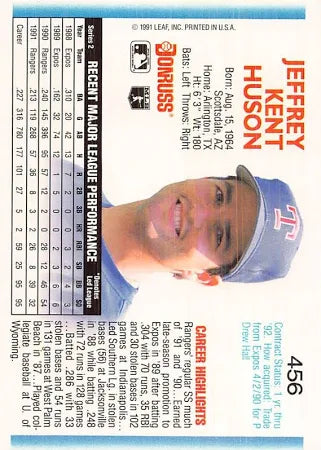 JEFFREY
KENT
HUSON
456
Born: Aug. 15, 1964
Scottsdale, AZ
Home: Arlington, TX
Ht: 6'3" Wt: 180
Bats: Left Throws: Right
Contract Status: 1 yr. thru
'92 How acquired: Trade
from Expos 4/2/90 for P
Drew Hall
DONRUSS
MLBPA
© 1991 LEAF, INC. PRINTED IN U.S.A.
T
CAREER HIGHLIGHTS
Rangers' regular SS much
of '91 and '90...Earned
late-season promotion to
Expos in '89 after batting
.304 with 70 runs, 35 RBI
and 30 stolen bases in 102
games at Indianapolis...
Led Southern Lg. in stolen
bases (56) at Jacksonville
in '88 while batting .248
with 72 runs in 128 games
...Batted .286 with 33
stolen bases and 54 runs
in 131 games at West Palm
Beach in '87...Played col-
legiate baseball at U. of
Wyoming.
Series 2 RECENT MAJOR LEAGUE PERFORMANCE *Denotes Led League
BA G AB H R 2B 3B HR RBI SB BB SO
1988 Expos .310 20 42 13 7 2 0 0 3 2 4 3
1989 Expos .162 32 74 12 1 5 0 0 2 3 6 6
1990 Rangers .240 145 396 95 57 12 2 0 28 12 46 54
1991 Rangers .213 119 268 57 36 8 3 2 26 8 39 32
Career .227 316 780 177 101 27 5 2 59 25 95 95